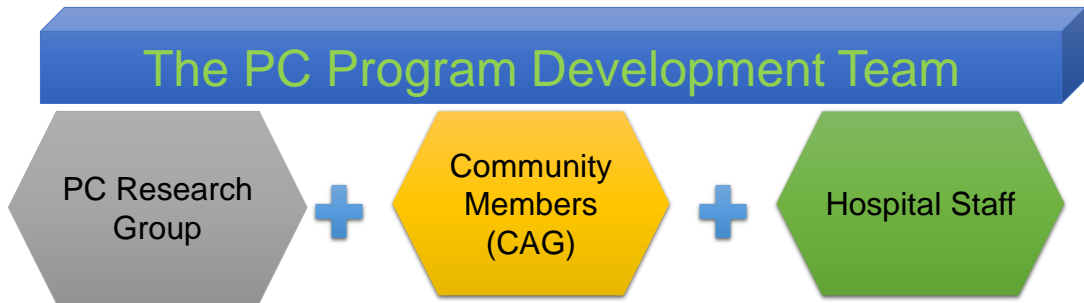 The PC Program Development Team
PC Research
Group
Community
Members
(CAG)
Hospital Staff